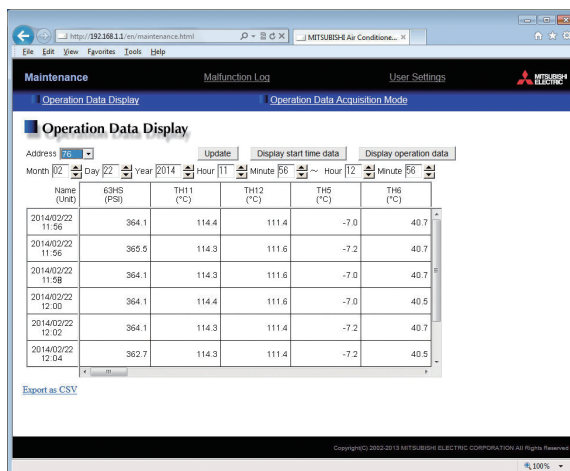 http://192.168.1.1/en/maintenance.html
MITSUBISHI Air Conditione...
File Edit View Favorites Tools Help
Maintenance Malfunction Log User Settings MITSUBISHI ELECTRIC
Operation Data Display Operation Data Acquisition Mode
Operation Data Display
Address 76 Update Display start time data Display operation data
Month 02 Day 22 Year 2014 Hour 11 Minute 56 ~ Hour 12 Minute 56
Name 63HS TH11 TH12 TH5 TH6
(Unit) (PSI) (°C) (°C) (°C) (°C)
2014/02/22
11:56 364.1 114.4 111.4 -7.0 40.7
2014/02/22
11:56 365.5 114.3 111.6 -7.2 40.7
2014/02/22
11:58 364.1 114.3 111.6 -7.0 40.7
2014/02/22
12:00 364.1 114.4 111.6 -7.0 40.5
2014/02/22
12:02 364.1 114.3 111.4 -7.2 40.7
2014/02/22
12:04 362.7 114.3 111.4 -7.2 40.5
Export as CSV
Copyright(C) 2002-2013 MITSUBISHI ELECTRIC CORPORATION All Rights Reserved
100%